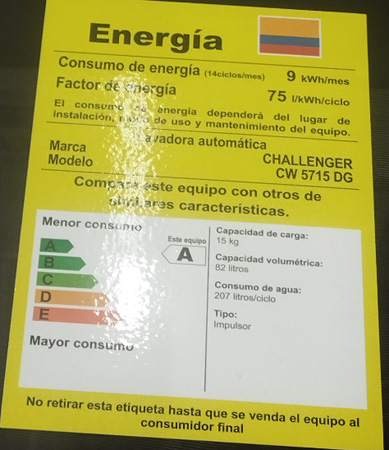 Energía
Consumo de energía (14ciclos/mes) 9 kWh/mes
Factor de energía 75 l/kWh/ciclo
El consumo de energía dependerá del lugar de
instalación, modo de uso y mantenimiento del equipo.
Lavadora automática
Marca CHALLENGER
Modelo CW 5715 DG
Compare este equipo con otros de
similares características.
Menor consumo
A
B
C
D
E
Mayor consumo
Este equipo
A
Capacidad de carga:
15 kg
Capacidad volumétrica:
82 litros
Consumo de agua:
207 litros/ciclo
Tipo:
Impulsor
No retirar esta etiqueta hasta que se venda el equipo al
consumidor final